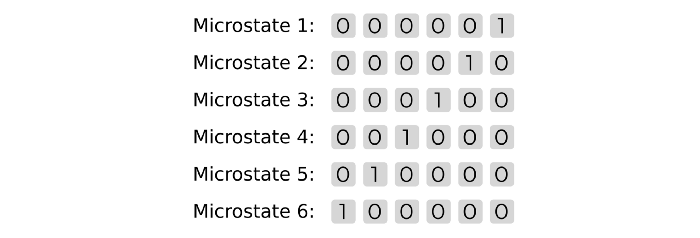 Microstate 1: 0 0 0 0 0 1
Microstate 2: 0 0 0 0 1 0
Microstate 3: 0 0 0 1 0 0
Microstate 4: 0 0 1 0 0 0
Microstate 5: 0 1 0 0 0 0
Microstate 6: 1 0 0 0 0 0